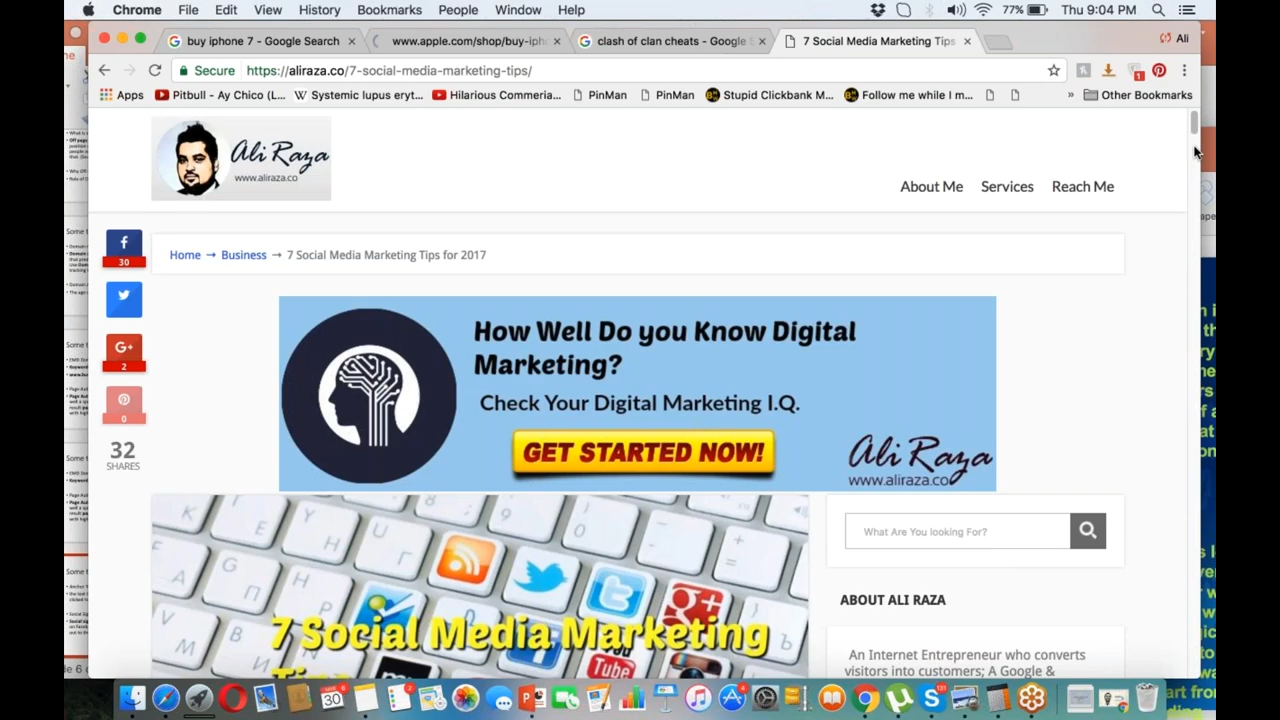 Chrome File Edit View History Bookmarks People Window Help 77% Thu 9:04 PM
buy iphone 7 - Google Search www.apple.com/shop/buy-iph clash of clan cheats - Google S 7 Social Media Marketing Tips Ali
Secure https://aliraza.co/7-social-media-marketing-tips/ 1
Apps Pitbull - Ay Chico (L... Systemic lupus eryt... Hilarious Commeria... PinMan PinMan Stupid Clickbank M... Follow me while I m... » Other Bookmarks
Ali Raza
www.aliraza.co
About Me Services Reach Me
30
Home → Business → 7 Social Media Marketing Tips for 2017
G+
2
0
32
SHARES
How Well Do you Know Digital
Marketing?
Check Your Digital Marketing I.Q.
GET STARTED NOW!
Ali Raza
www.aliraza.co
What Are You looking For?
7 Social Media Marketing
Tips
You
Tube
ABOUT ALI RAZA
An Internet Entrepreneur who converts
visitors into customers; A Google &